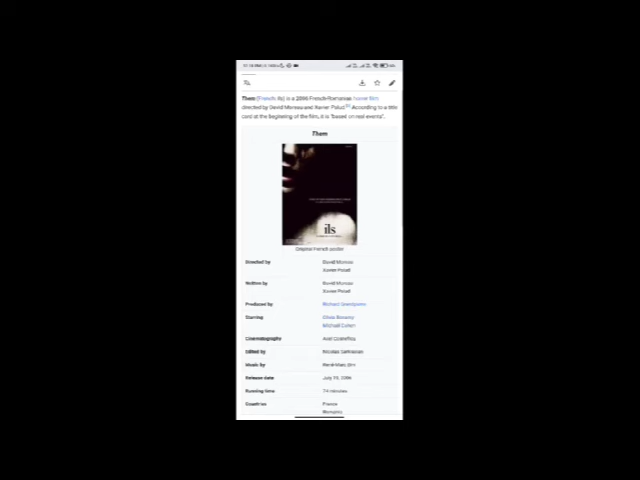 Them (French: Ils) is a 2006 French-Romanian horror film
directed by David Moreau and Xavier Palud.[1] According to a title
card at the beginning of the film, it is "based on real events".
Them
ils
Original French poster
Directed by David Moreau
Xavier Palud
Written by David Moreau
Xavier Palud
Produced by Richard Grandpierre
Starring Olivia Bonamy
Michaël Cohen
Cinematography Axel Cosnefroy
Edited by Nicolas Sarkissian
Music by René-Marc Bini
Release date July 19, 2006
Running time 74 minutes
Countries France
Romania